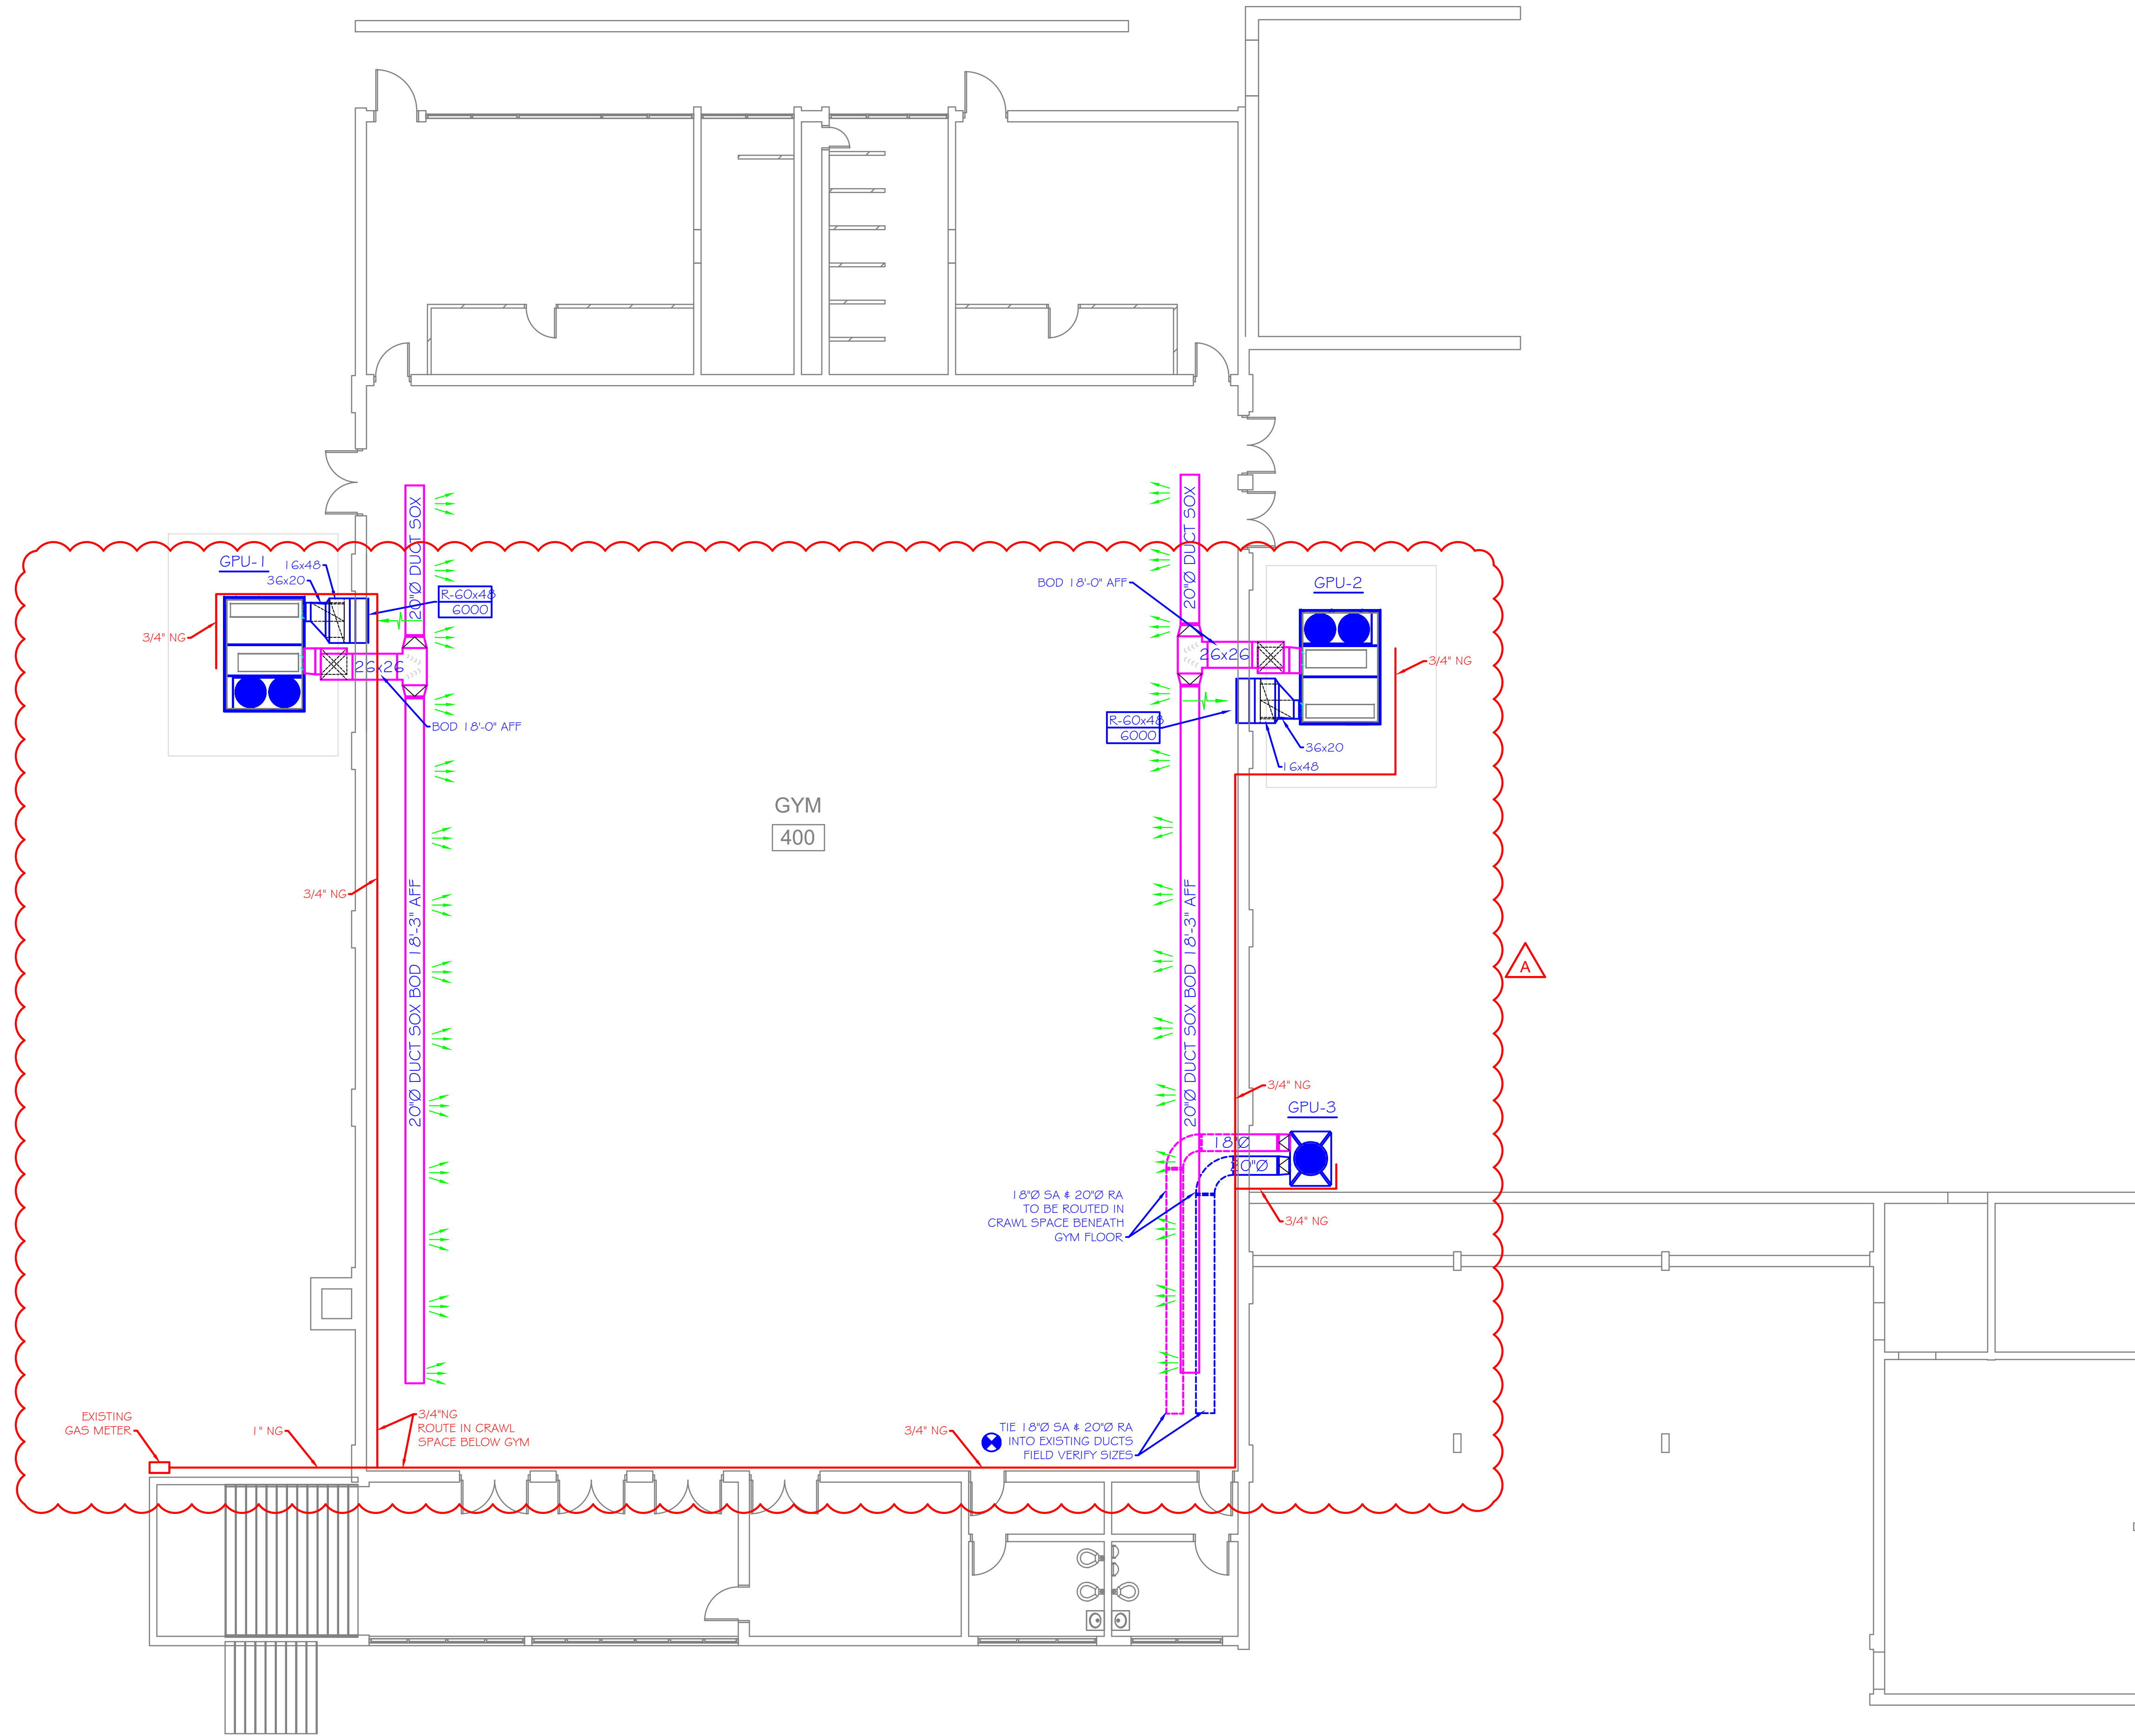 20"Ø DUCT SOX
20"Ø DUCT SOX
GPU-1
16x48
36x20
R-60x48
6000
3/4" NG
26x26
BOD 18'-0" AFF
BOD 18'-0" AFF
GPU-2
26x26
3/4" NG
R-60x48
6000
36x20
16x48
GYM
400
3/4" NG
20"Ø DUCT SOX BOD 18'-3" AFF
20"Ø DUCT SOX BOD 18'-3" AFF
A
3/4" NG
GPU-3
18"Ø
20"Ø
18"Ø SA & 20"Ø RA
TO BE ROUTED IN
CRAWL SPACE BENEATH
GYM FLOOR
3/4" NG
EXISTING
GAS METER
1" NG
3/4"NG
ROUTE IN CRAWL
SPACE BELOW GYM
3/4" NG
TIE 18"Ø SA & 20"Ø RA
INTO EXISTING DUCTS
FIELD VERIFY SIZES